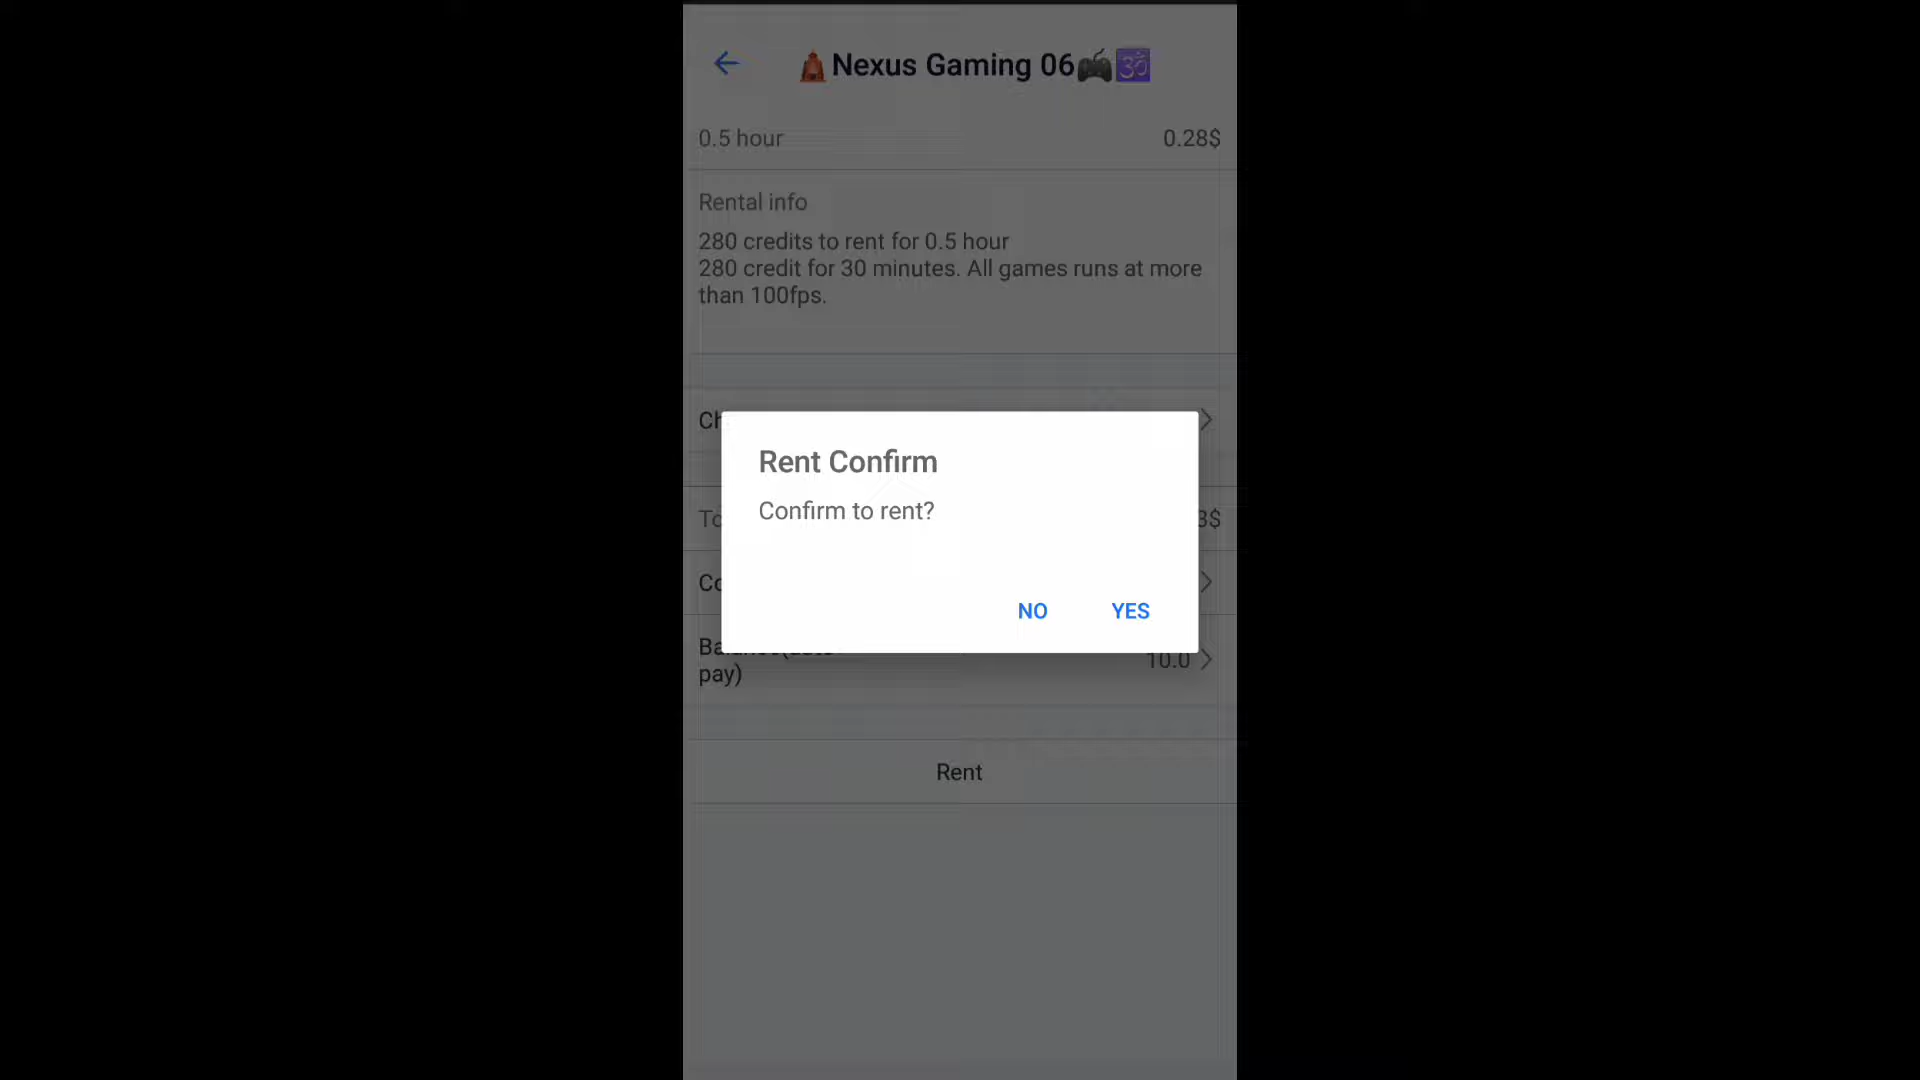 Nexus Gaming 06
0.5 hour 0.28$
Rental info
280 credits to rent for 0.5 hour
280 credit for 30 minutes. All games runs at more
than 100fps.
Rent Confirm
Confirm to rent?
NO YES
pay) 10.0
Rent